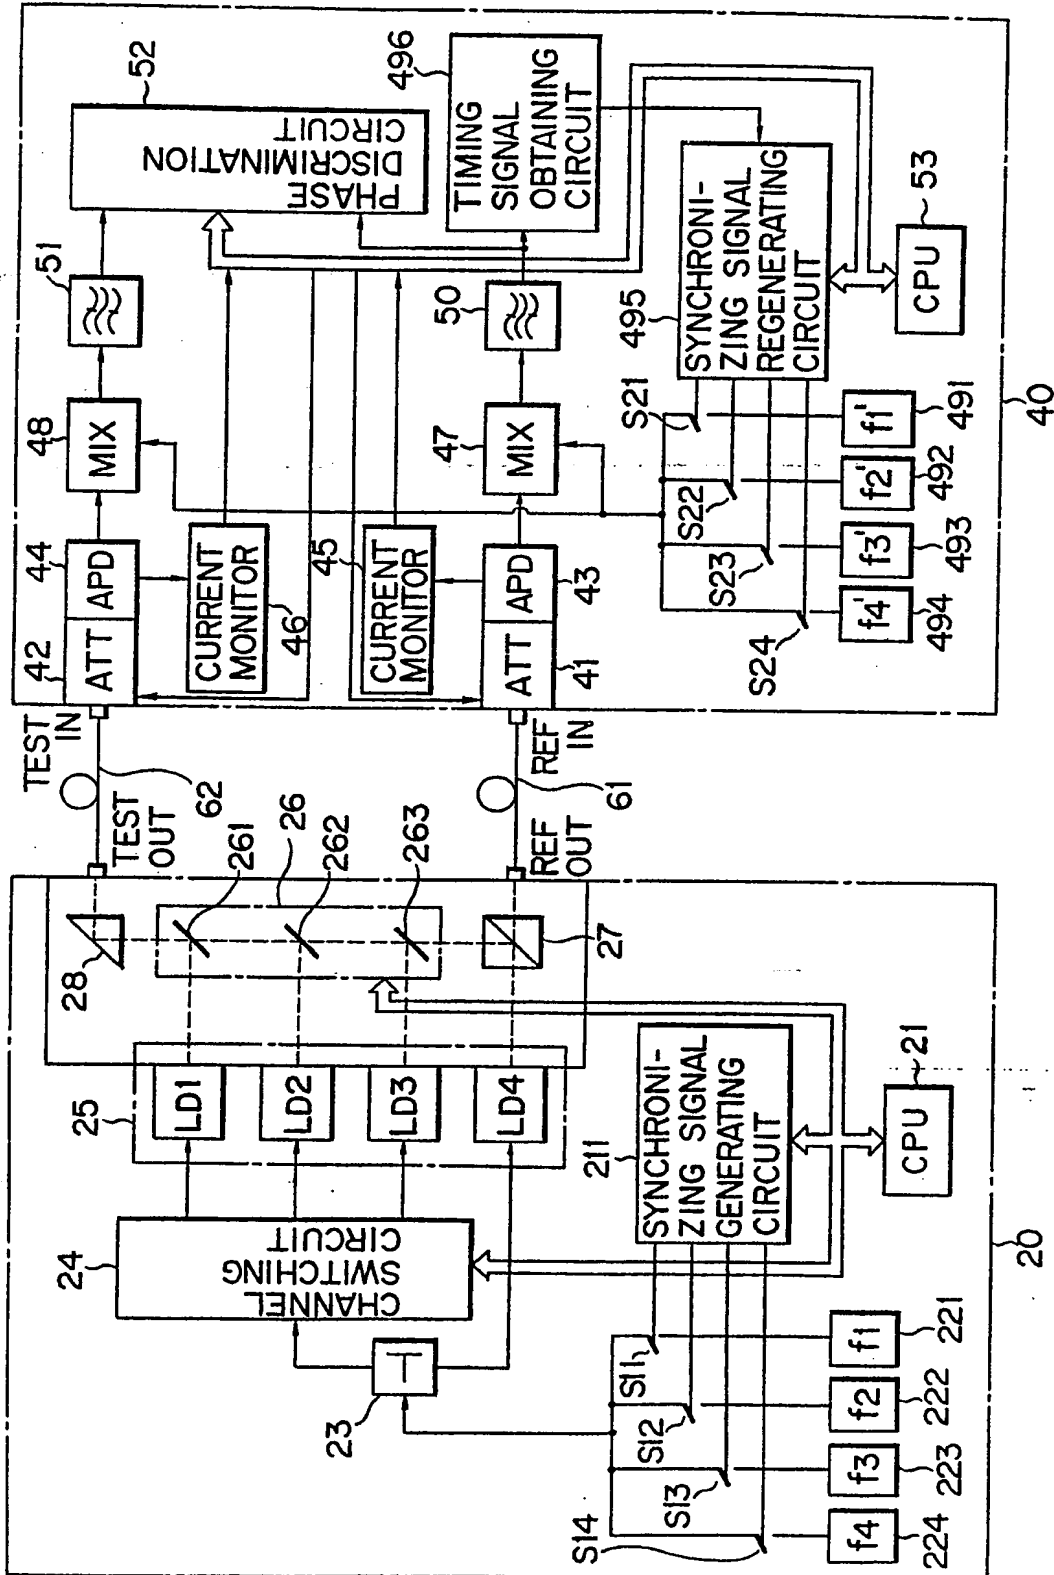 20
221
f1
222
f2
223
f3
224
f4
S11
S12
S13
S14
23
T
24
CHANNEL
SWITCHING
CIRCUIT
211
SYNCHRONI-
ZING SIGNAL
GENERATING
CIRCUIT
CPU
21
25
LD1
LD2
LD3
LD4
28
26
261
262
263
27
TEST
OUT
REF OUT
62
61
TEST
IN
REF
IN
40
42
ATT
44
APD
CURRENT
MONITOR
46
45
CURRENT
MONITOR
ATT
41
APD
43
48
MIX
47
MIX
51
50
52
PHASE
DISCRIMINATION
CIRCUIT
496
TIMING
SIGNAL
OBTAINING
CIRCUIT
495
SYNCHRONI-
ZING SIGNAL
REGENERATING
CIRCUIT
CPU
53
S21
S22
S23
S24
f1'
491
f2'
492
f3'
493
f4'
494